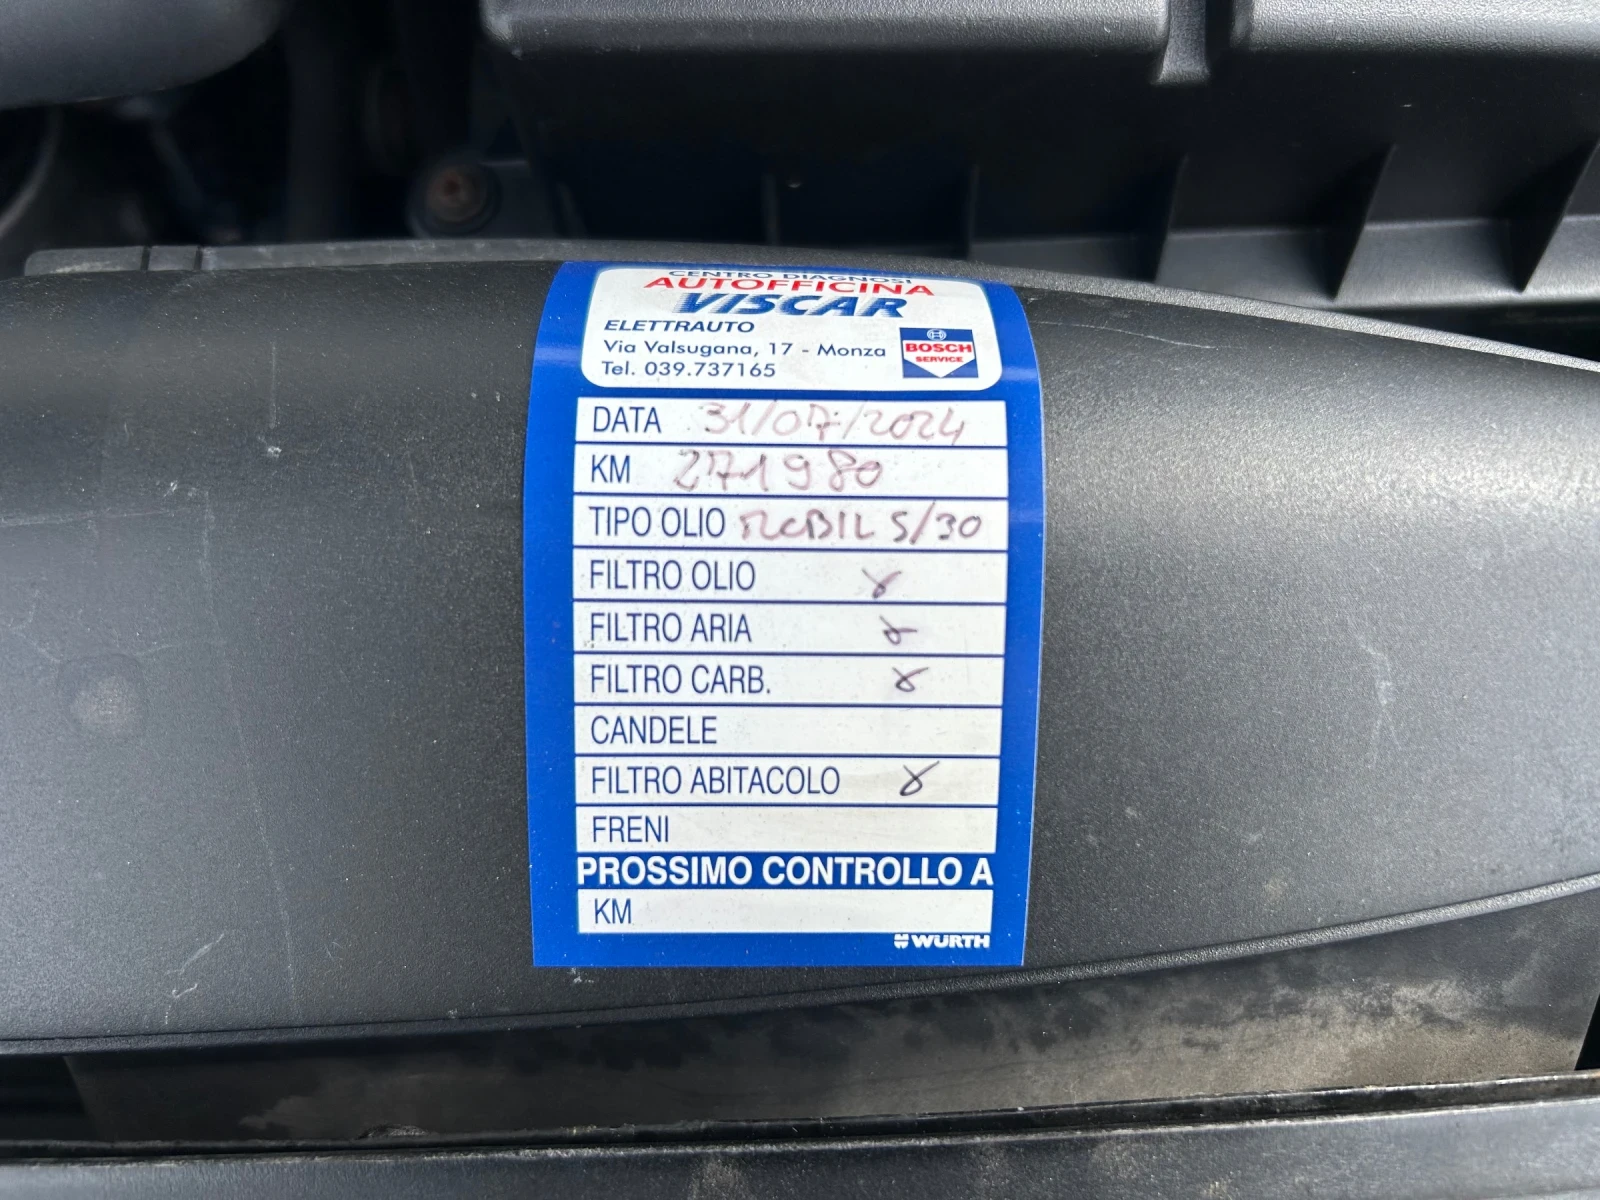 CENTRO DIAGNOSI
AUTOFFICINA
VISCAR
ELETTRAUTO
Via Valsugana, 17 - Monza
Tel. 039.737165
BOSCH
SERVICE
DATA 31/07/2024
KM 271980
TIPO OLIO MOBIL 5/30
FILTRO OLIO x
FILTRO ARIA x
FILTRO CARB. x
CANDELE
FILTRO ABITACOLO x
FRENI
PROSSIMO CONTROLLO A
KM
WURTH